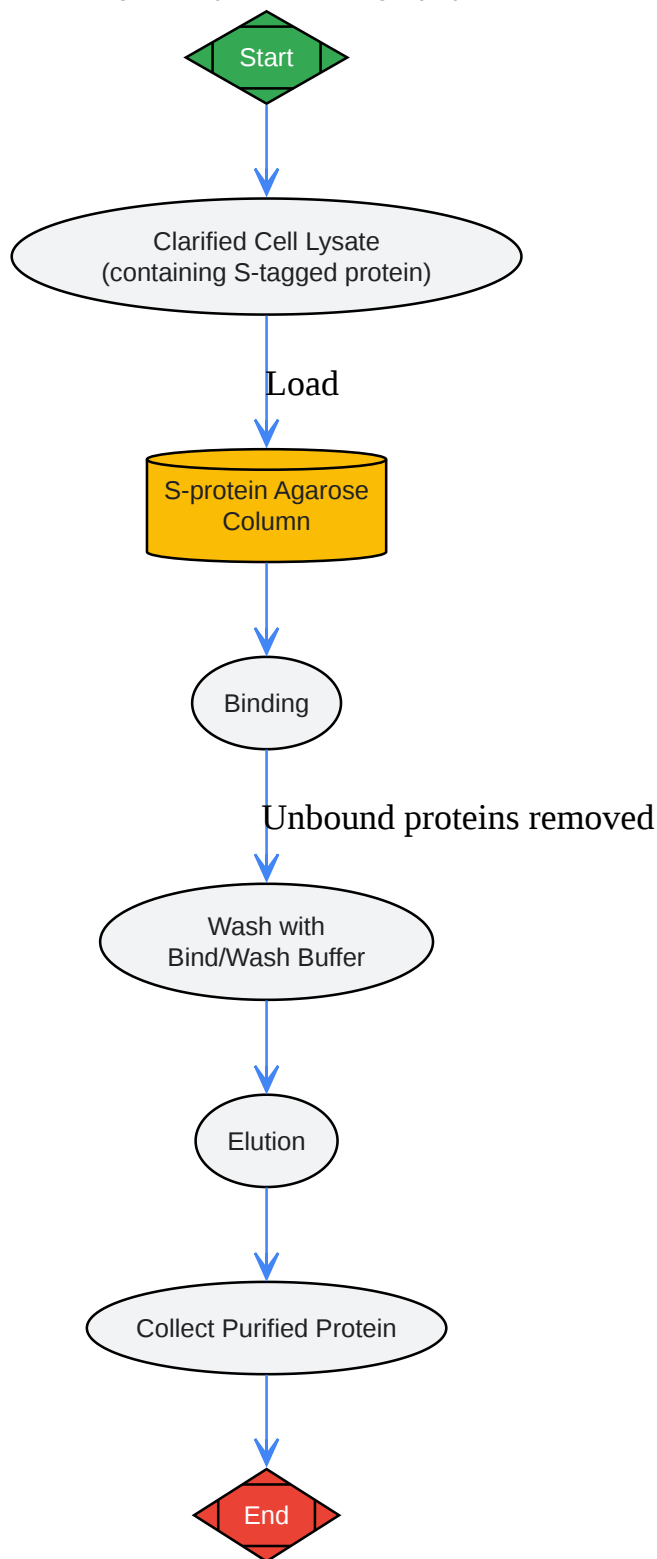 Start
Clarified Cell Lysate
(containing S-tagged protein)
Load
S-protein Agarose
Column
Binding
Unbound proteins removed
Wash with
Bind/Wash Buffer
Elution
Collect Purified Protein
End